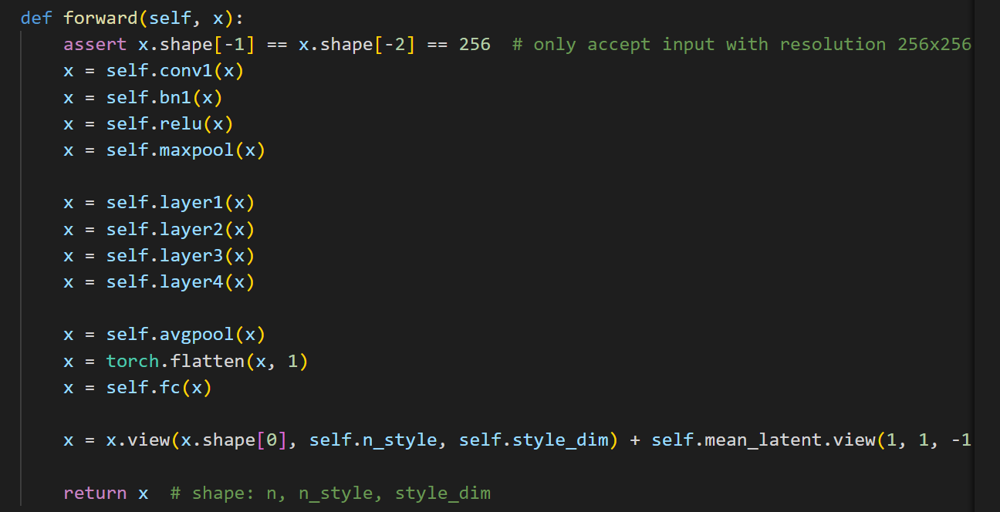 def forward(self, x):
    assert x.shape[-1] == x.shape[-2] == 256  # only accept input with resolution 256x256
    x = self.conv1(x)
    x = self.bn1(x)
    x = self.relu(x)
    x = self.maxpool(x)

    x = self.layer1(x)
    x = self.layer2(x)
    x = self.layer3(x)
    x = self.layer4(x)

    x = self.avgpool(x)
    x = torch.flatten(x, 1)
    x = self.fc(x)

    x = x.view(x.shape[0], self.n_style, self.style_dim) + self.mean_latent.view(1, 1, -1

    return x  # shape: n, n_style, style_dim